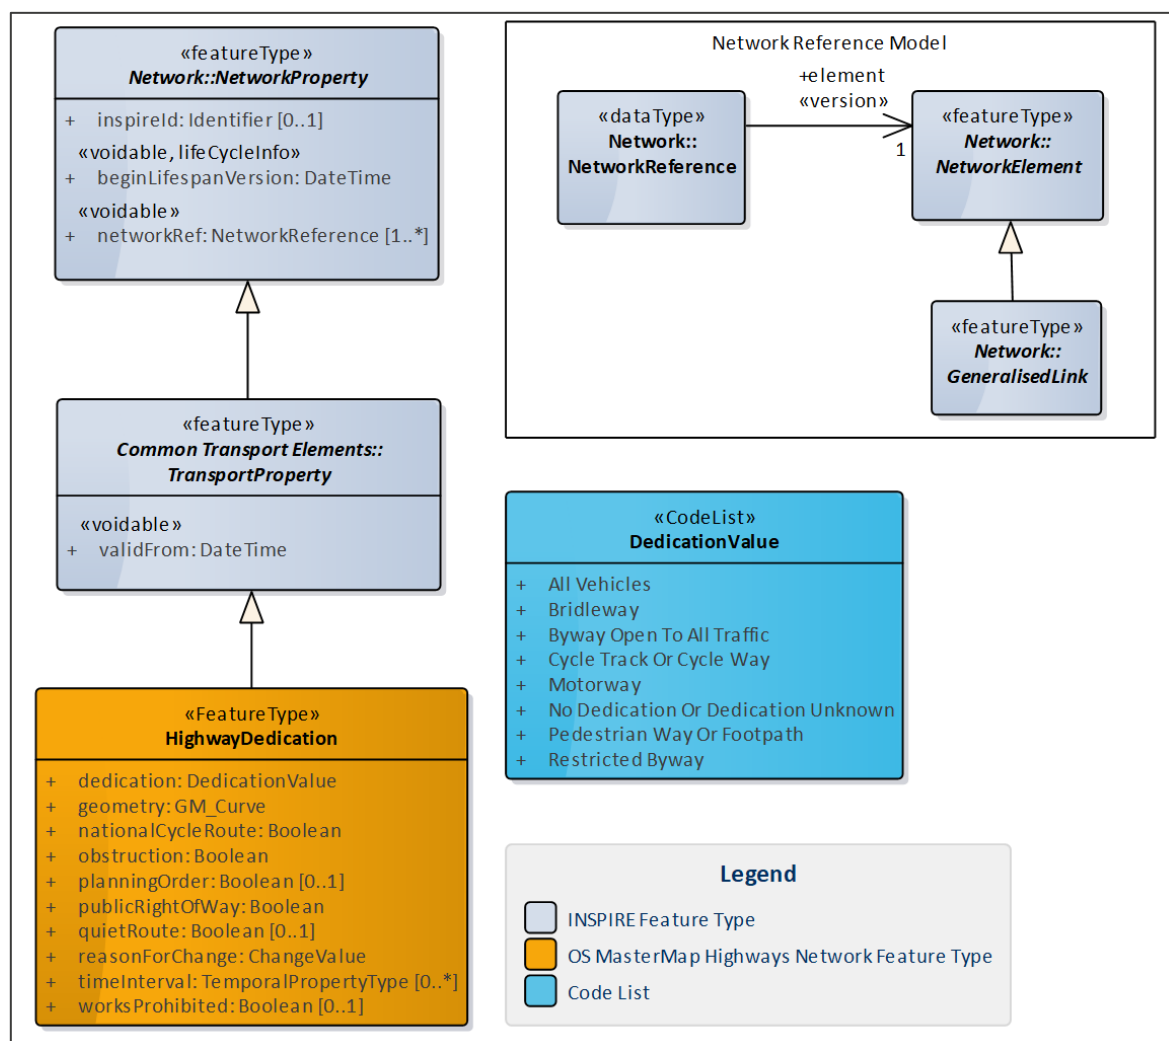 «featureType»
Network::NetworkProperty
+ inspireId: Identifier [0..1]
«voidable, lifeCycleInfo»
+ beginLifespanVersion: DateTime
«voidable»
+ networkRef: NetworkReference [1..*]
«featureType»
Common Transport Elements::
TransportProperty
«voidable»
+ validFrom: DateTime
«FeatureType»
HighwayDedication
+ dedication: DedicationValue
+ geometry: GM_Curve
+ nationalCycleRoute: Boolean
+ obstruction: Boolean
+ planningOrder: Boolean [0..1]
+ publicRightOfWay: Boolean
+ quietRoute: Boolean [0..1]
+ reasonForChange: ChangeValue
+ timeInterval: TemporalPropertyType [0..*]
+ worksProhibited: Boolean [0..1]
Network Reference Model
«dataType»
Network::
NetworkReference
+element
«version»
1
«featureType»
Network::
NetworkElement
«featureType»
Network::
GeneralisedLink
«CodeList»
DedicationValue
+ All Vehicles
+ Bridleway
+ Byway Open To All Traffic
+ Cycle Track Or Cycle Way
+ Motorway
+ No Dedication Or Dedication Unknown
+ Pedestrian Way Or Footpath
+ Restricted Byway
Legend
INSPIRE Feature Type
OS MasterMap Highways Network Feature Type
Code List